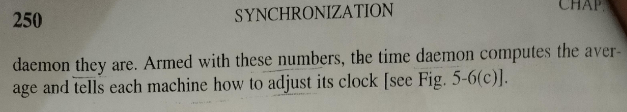 250
SYNCHRONIZATION
CHAP
daemon they are. Armed with these numbers, the time daemon computes the aver-
age and tells each machine how to adjust its clock [see Fig. 5-6(c)].